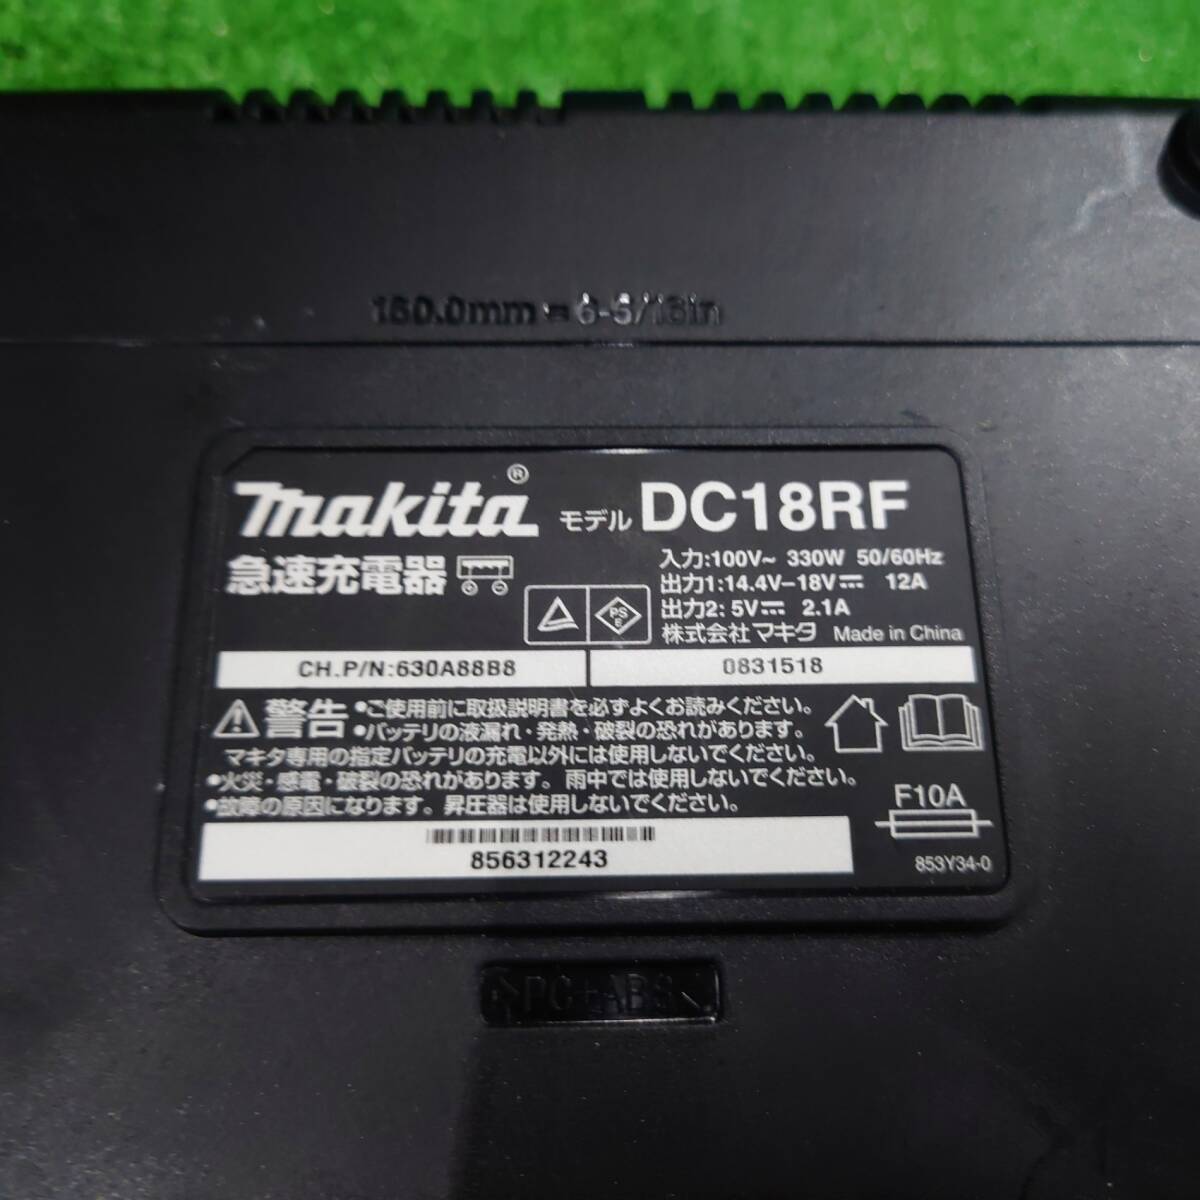 160.0mm = 6-5/16in
makita®
モデル DC18RF
急速充電器
入力:100V~ 330W 50/60Hz
出力1:14.4V-18V⎓ 12A
出力2: 5V⎓ 2.1A
PS
E
株式会社マキタ Made in China
CH.P/N:630A88B8
0831518
警告
•ご使用前に取扱説明書を必ずよくお読みください。
•バッテリの液漏れ・発熱・破裂の恐れがあります。
マキタ専用の指定バッテリの充電以外には使用しないでください。
•火災・感電・破裂の恐れがあります。雨中では使用しないでください。
•故障の原因になります。昇圧器は使用しないでください。
F10A
856312243
853Y34-0
>PC+ABS<